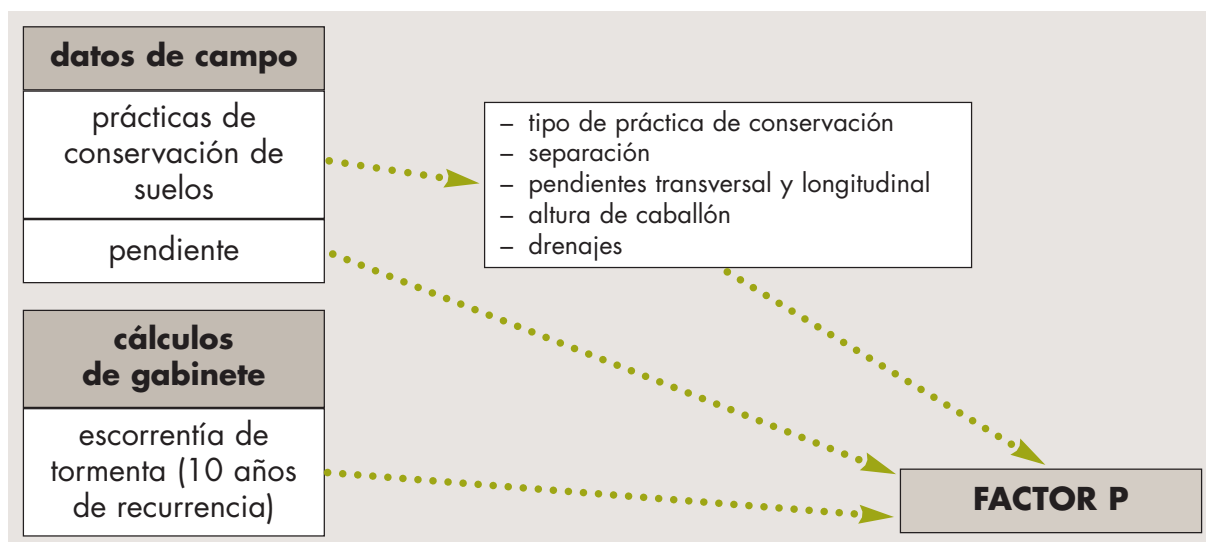 datos de campo
prácticas de
conservación de
suelos
pendiente
– tipo de práctica de conservación
– separación
– pendientes transversal y longitudinal
– altura de caballón
– drenajes
cálculos
de gabinete
escorrentía de
tormenta (10 años
de recurrencia)
FACTOR P